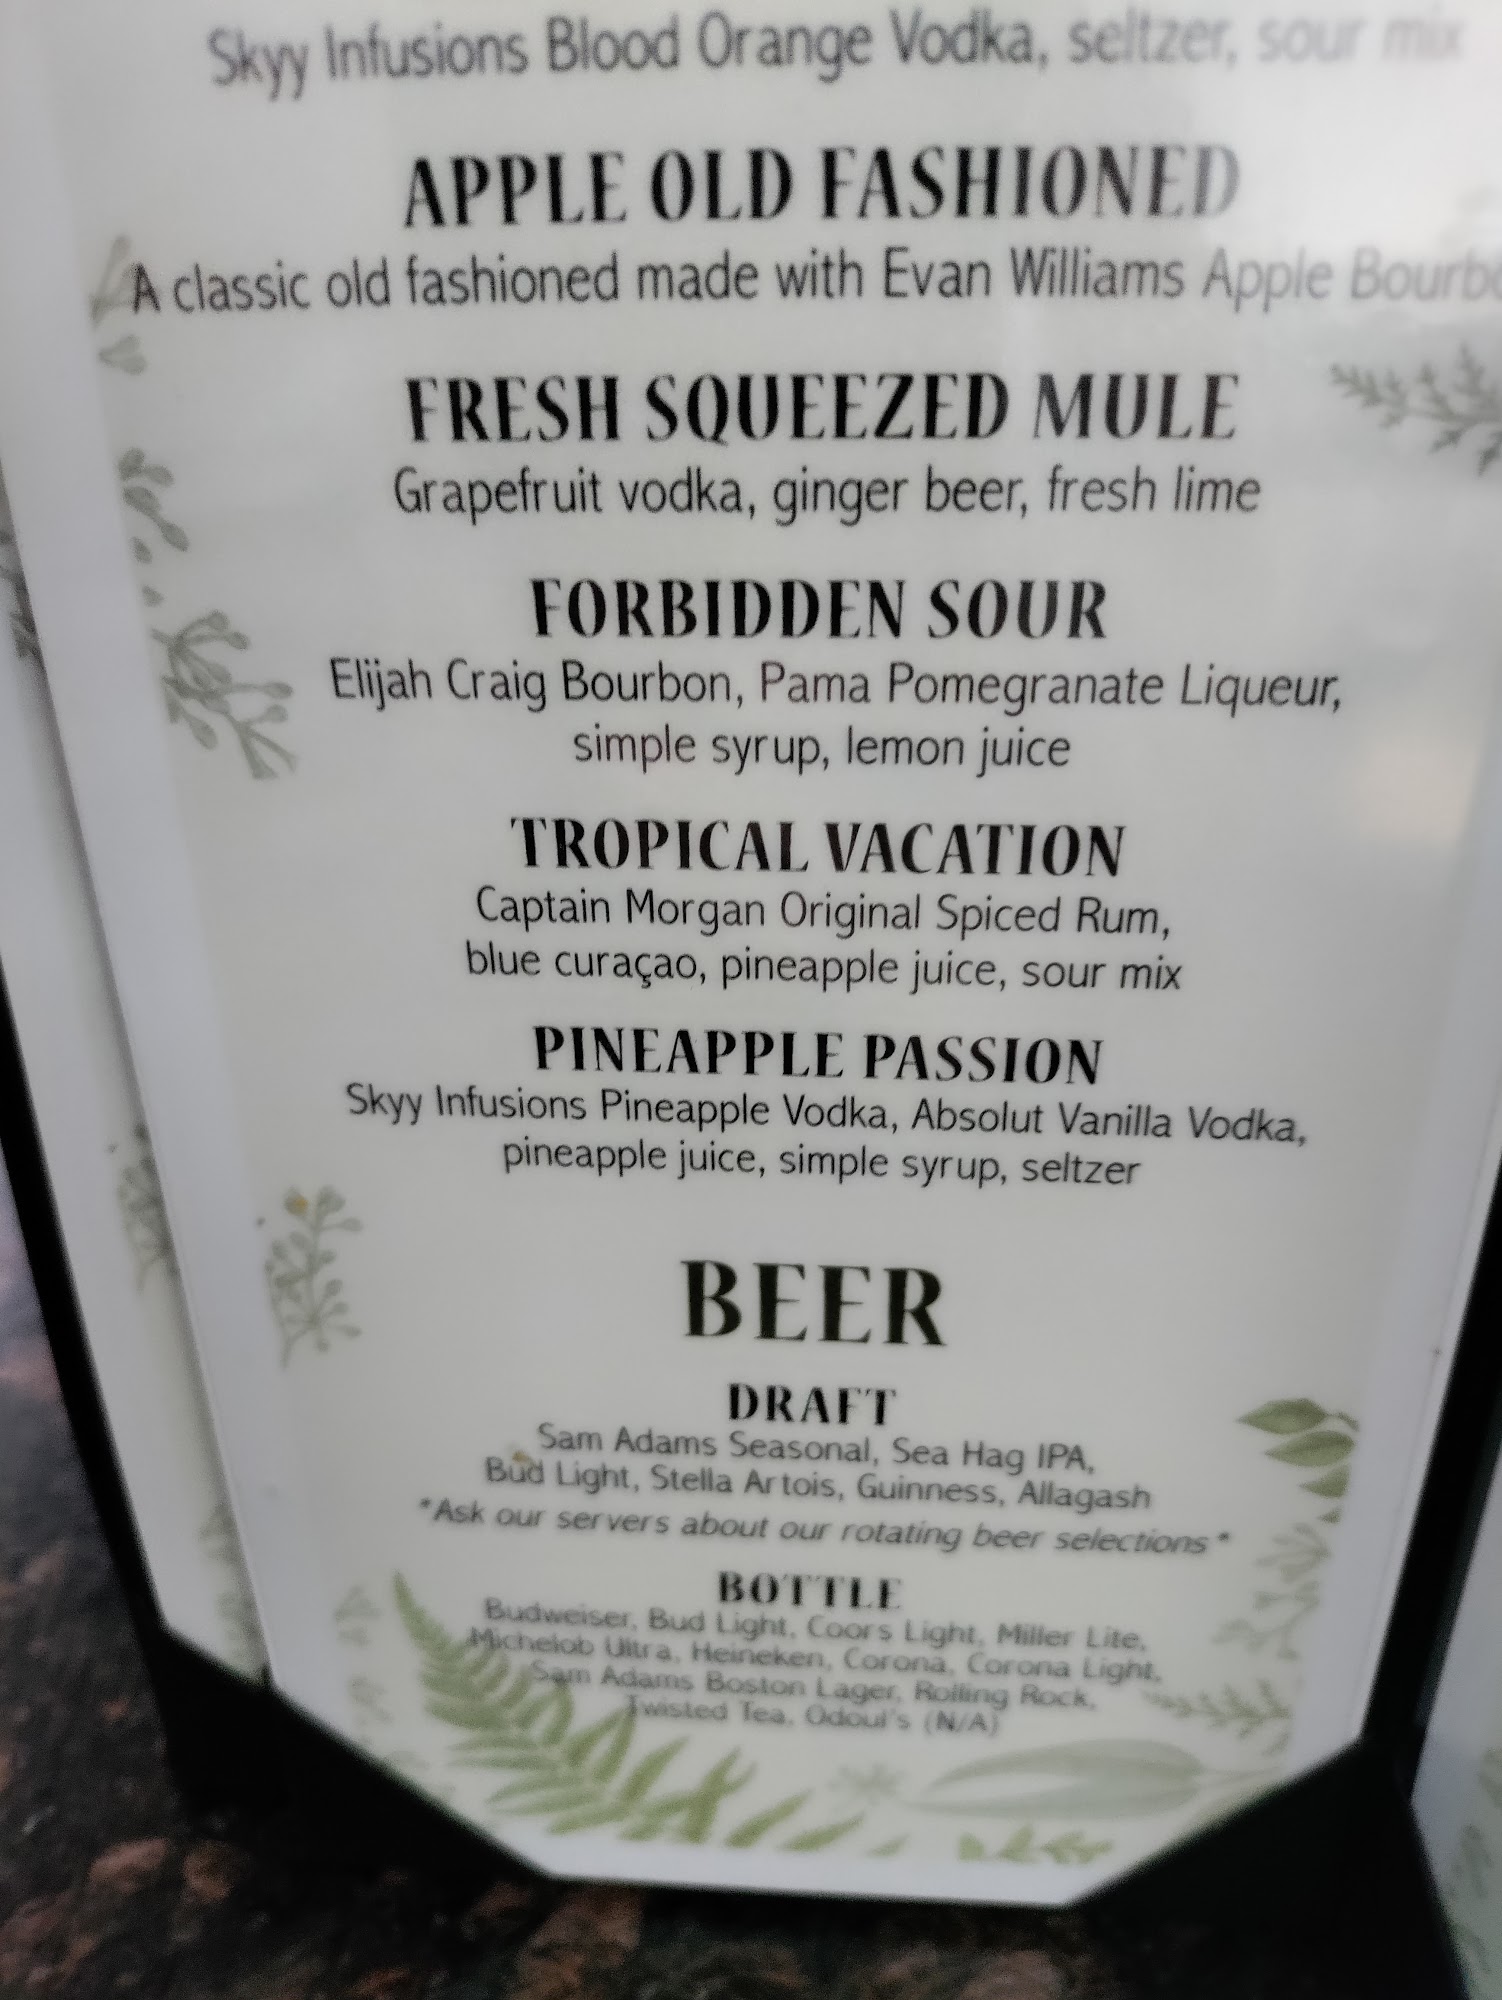 Skyy Infusions Blood Orange Vodka, seltzer, sour mix
APPLE OLD FASHIONED
A classic old fashioned made with Evan Williams Apple Bourbo
FRESH SQUEEZED MULE
Grapefruit vodka, ginger beer, fresh lime
FORBIDDEN SOUR
Elijah Craig Bourbon, Pama Pomegranate Liqueur,
simple syrup, lemon juice
TROPICAL VACATION
Captain Morgan Original Spiced Rum,
blue curaçao, pineapple juice, sour mix
PINEAPPLE PASSION
Skyy Infusions Pineapple Vodka, Absolut Vanilla Vodka,
pineapple juice, simple syrup, seltzer
BEER
DRAFT
Sam Adams Seasonal, Sea Hag IPA,
Bud Light, Stella Artois, Guinness, Allagash
*Ask our servers about our rotating beer selections*
BOTTLE
Budweiser, Bud Light, Coors Light, Miller Lite,
Michelob Ultra, Heineken, Corona, Corona Light,
Sam Adams Boston Lager, Rolling Rock,
Twisted Tea, Odoul's (N/A)